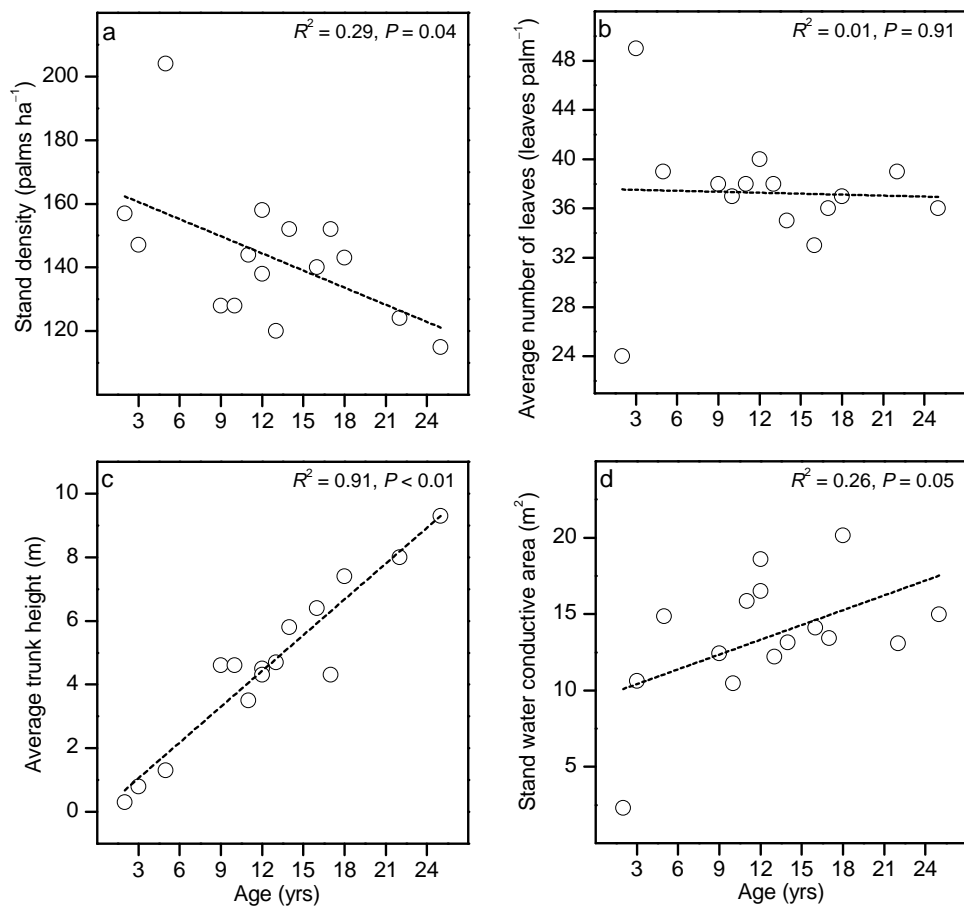 a
R² = 0.29, P = 0.04
Stand density (palms ha⁻¹)
200
180
160
140
120
3 6 9 12 15 18 21 24
b
R² = 0.01, P = 0.91
Average number of leaves (leaves palm⁻¹)
48
44
40
36
32
28
24
3 6 9 12 15 18 21 24
c
R² = 0.91, P < 0.01
Average trunk height (m)
10
8
6
4
2
0
3 6 9 12 15 18 21 24
Age (yrs)
d
R² = 0.26, P = 0.05
Stand water conductive area (m²)
20
15
10
5
3 6 9 12 15 18 21 24
Age (yrs)